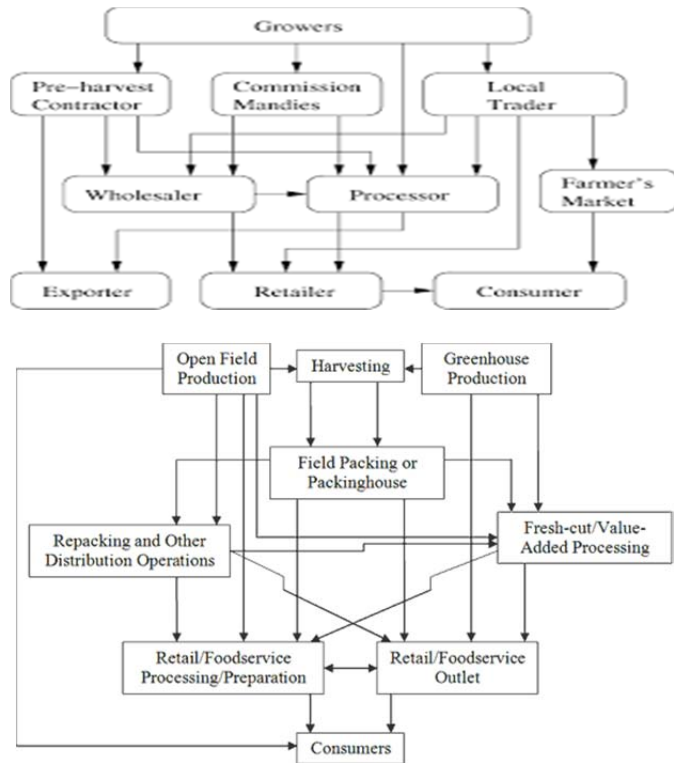 Growers
Pre-harvest
Contractor
Commission
Mandies
Local
Trader
Wholesaler
Processor
Farmer's
Market
Exporter
Retailer
Consumer
Open Field
Production
Harvesting
Greenhouse
Production
Field Packing or
Packinghouse
Repacking and Other
Distribution Operations
Fresh-cut/Value-
Added Processing
Retail/Foodservice
Processing/Preparation
Retail/Foodservice
Outlet
Consumers